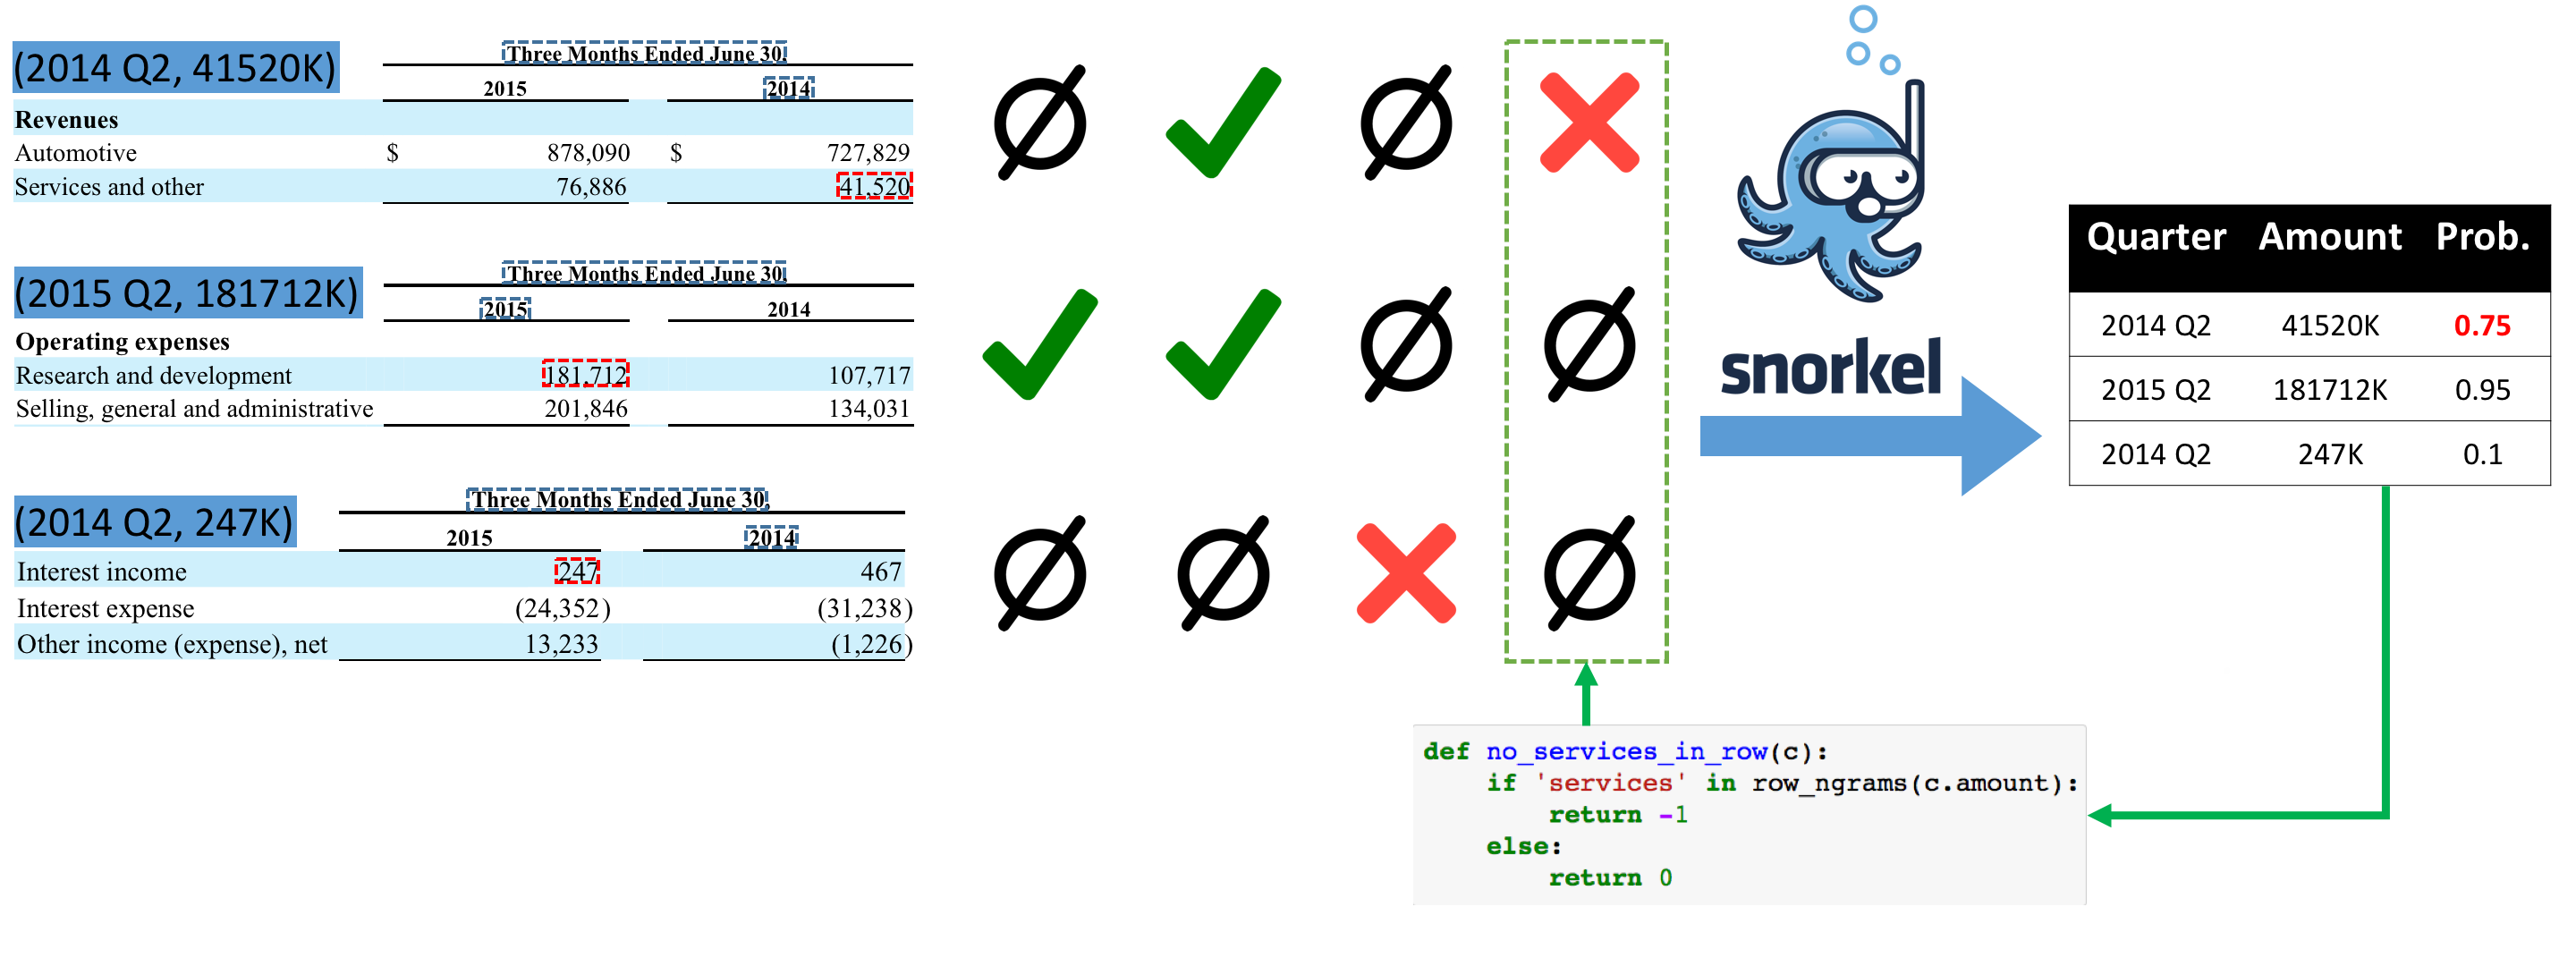 (2014 Q2, 41520K)
Three Months Ended June 30,
2015 2014
Revenues
Automotive $ 878,090 $ 727,829
Services and other 76,886 41,520
(2015 Q2, 181712K)
Three Months Ended June 30,
2015 2014
Operating expenses
Research and development 181,712 107,717
Selling, general and administrative 201,846 134,031
(2014 Q2, 247K)
Three Months Ended June 30,
2015 2014
Interest income 247 467
Interest expense (24,352) (31,238)
Other income (expense), net 13,233 (1,226)
snorkel
Quarter Amount Prob.
2014 Q2 41520K 0.75
2015 Q2 181712K 0.95
2014 Q2 247K 0.1
def no_services_in_row(c):
    if 'services' in row_ngrams(c.amount):
        return -1
    else:
        return 0